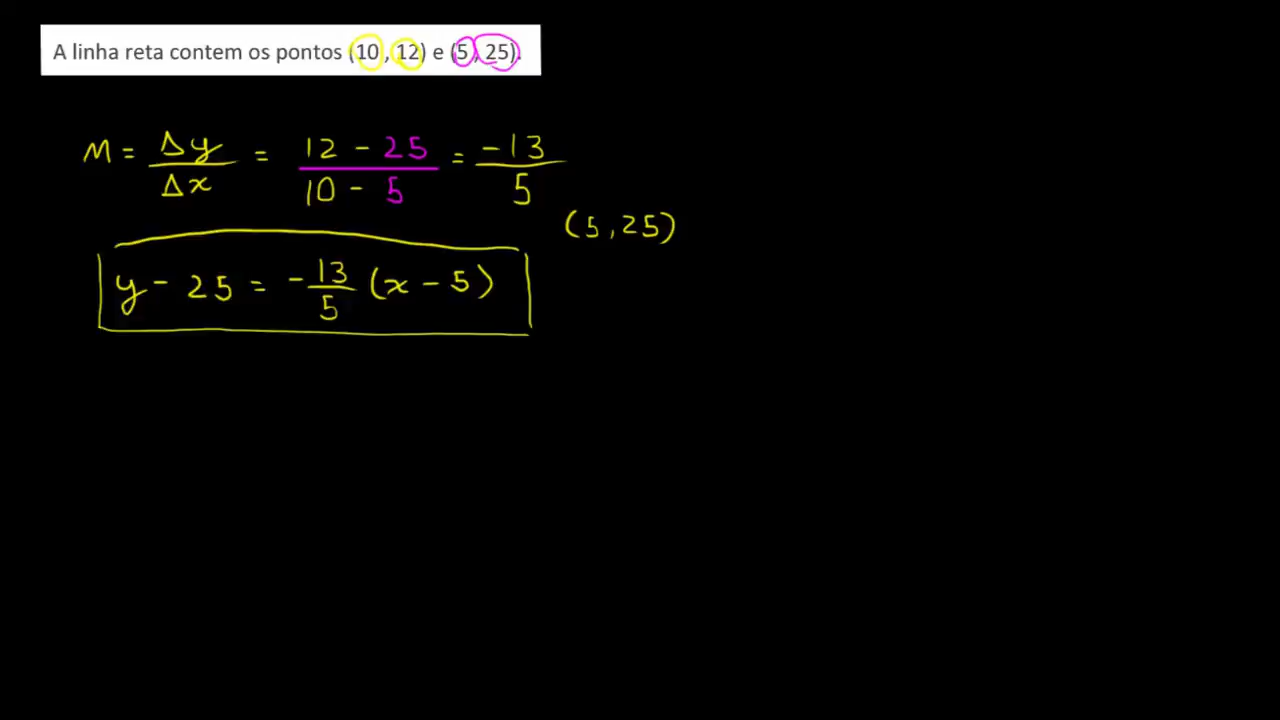 A linha reta contem os pontos (10 , 12) e (5, 25).
M = Δy/Δx = 12 - 25/10 - 5 = -13/5
(5,25)
y - 25 = -13/5 (x - 5)